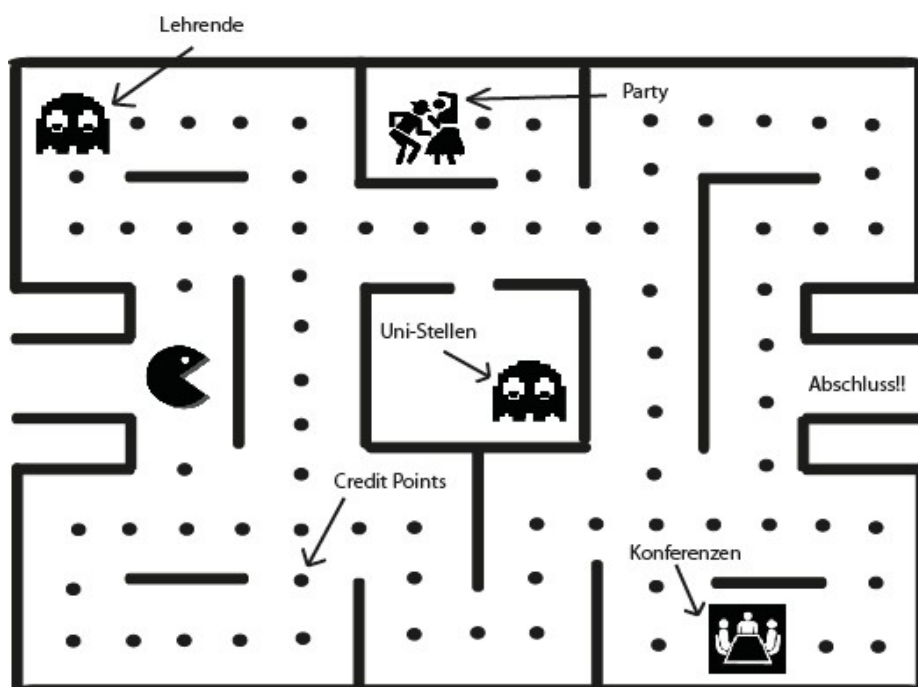 Lehrende
Party
Uni-Stellen
Abschluss!!
Credit Points
Konferenzen